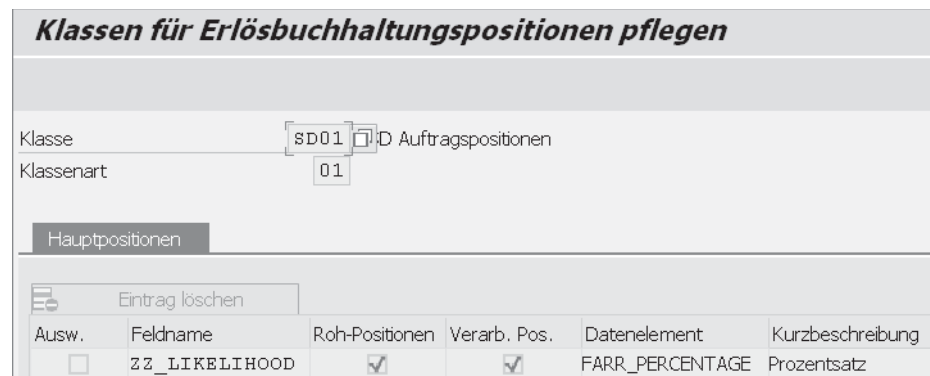 Klassen für Erlösbuchhaltungspositionen pflegen
Klasse SD01 D Auftragspositionen
Klassenart 01
Hauptpositionen
Eintrag löschen
Ausw. Feldname Roh-Positionen Verarb. Pos. Datenelement Kurzbeschreibung
ZZ_LIKELIHOOD FARR_PERCENTAGE Prozentsatz